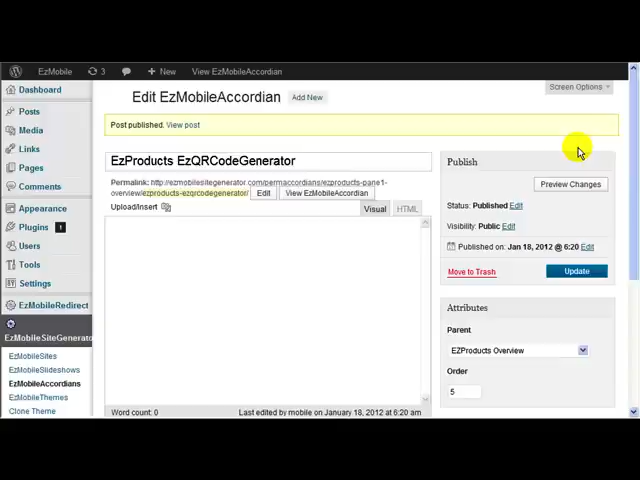 EzMobile 3 + New View EzMobileAccordian
Screen Options
Dashboard
Posts
Media
Links
Pages
Comments
Appearance
Plugins !
Users
Tools
Settings
EzMobileRedirect
EzMobileSiteGenerato
EzMobileSites
EzMobileSlideshows
EzMobileAccordians
EzMobileThemes
Clone Theme
Edit EzMobileAccordian Add New
Post published. View post
EzProducts EzQRCodeGenerator
Permalink: http://ezmobilesitegenerator.com/permaccordians/ezproducts-pane1-
overview/ezproducts-ezqrcodegenerator/ Edit View EzMobileAccordian
Upload/Insert Visual HTML
Word count: 0 Last edited by mobile on January 18, 2012 at 6:20 am
Publish
Preview Changes
Status: Published Edit
Visibility: Public Edit
Published on: Jan 18, 2012 @ 6:20 Edit
Move to Trash Update
Attributes
Parent
EZProducts Overview
Order
5